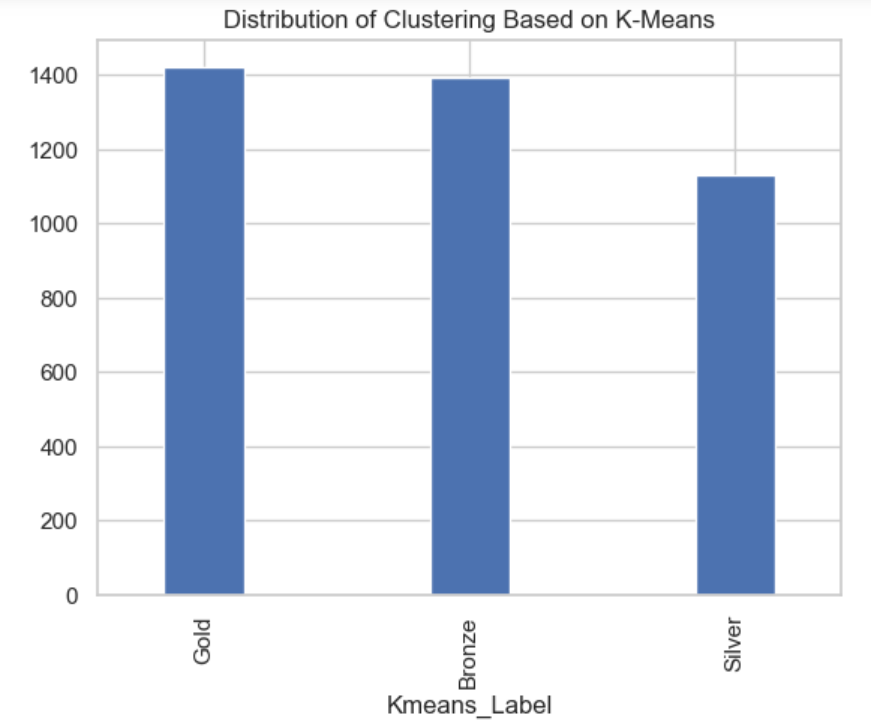 Distribution of Clustering Based on K-Means
1400
1200
1000
800
600
400
200
0
Gold
Bronze
Silver
Kmeans_Label